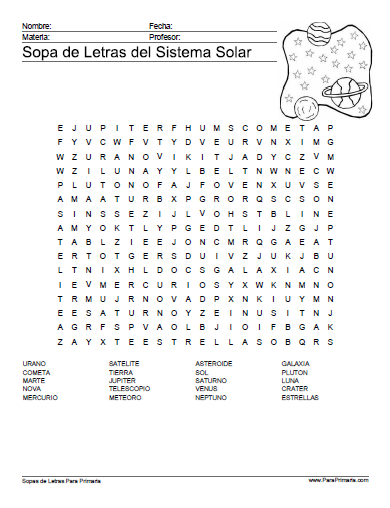 Nombre: Fecha:
Materia: Profesor:
Sopa de Letras del Sistema Solar
E J U P I T E R F H U M S C O M E T A P
F Y V C W F V T Y D V E U R V N X I M G
W Z U R A N O V I K I T J A D Y C Z V M
W Z I L U N A Y Y L B E L T N W N E C W
P L U T O N O F A J F O V E N X U V S E
A M A A T U R B X P G R O R Q S C S O N
S I N S S E Z I J L V O H S T B L I N E
A M Y O K T L Y P G E D T L I J Z G J P
T A B L Z I E E J O N C M R Q G A E A T
E R T O T G E R S D U I V Z J U K J B U
L T N I X H L D O C S G A L A X I A C N
I E V M E R C U R I O S Y X W K N M N O
T R M U J R N O V A D P X N K I U Y M N
E E S A T U R N O Y Z E I N U S I T N J
A G R F S P V A O L B J I O I F B G A K
Z A Y X T E E S T R E L L A S O B Q R S
URANO SATELITE ASTEROIDE GALAXIA
COMETA TIERRA SOL PLUTON
MARTE JUPITER SATURNO LUNA
NOVA TELESCOPIO VENUS CRATER
MERCURIO METEORO NEPTUNO ESTRELLAS
Sopas de Letras Para Primaria www.ParaPrimaria.com